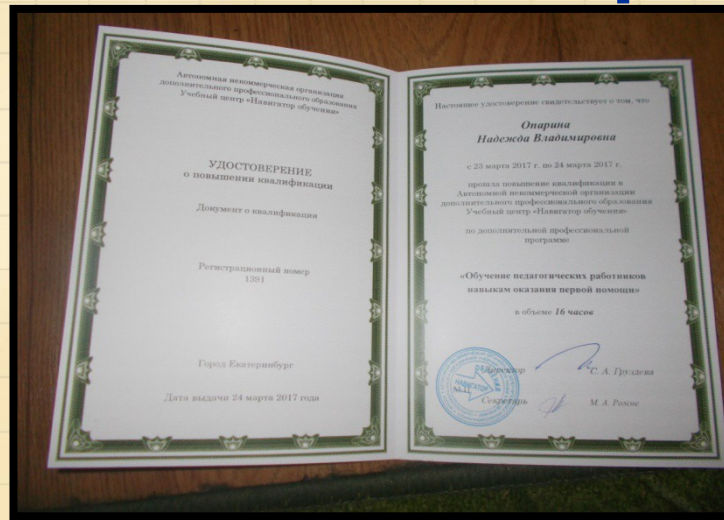 Автономная некоммерческая организация
дополнительного профессионального образования
Учебный центр «Навигатор обучения»
УДОСТОВЕРЕНИЕ
о повышении квалификации
Документ о квалификации
Регистрационный номер
1391
Город Екатеринбург
Дата выдачи 24 марта 2017 года
Настоящее удостоверение свидетельствует о том, что
Опарина
Надежда Владимировна
с 23 марта 2017 г. по 24 марта 2017 г.
прошла повышение квалификации в
Автономной некоммерческой организации
дополнительного профессионального образования
Учебный центр «Навигатор обучения»
по дополнительной профессиональной
программе
«Обучение педагогических работников
навыкам оказания первой помощи»
в объеме 16 часов
Директор С. А. Груздева
М.П.
Секретарь М. А.
НАВИГАТОР